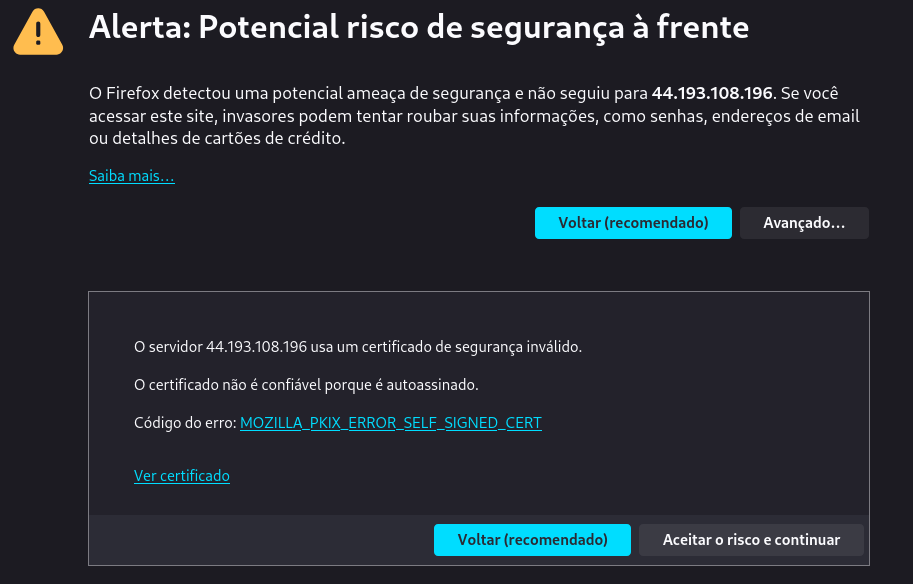 Alerta: Potencial risco de segurança à frente
O Firefox detectou uma potencial ameaça de segurança e não seguiu para 44.193.108.196. Se você
acessar este site, invasores podem tentar roubar suas informações, como senhas, endereços de email
ou detalhes de cartões de crédito.
Saiba mais…
Voltar (recomendado) Avançado…
O servidor 44.193.108.196 usa um certificado de segurança inválido.
O certificado não é confiável porque é autoassinado.
Código do erro: MOZILLA_PKIX_ERROR_SELF_SIGNED_CERT
Ver certificado
Voltar (recomendado) Aceitar o risco e continuar